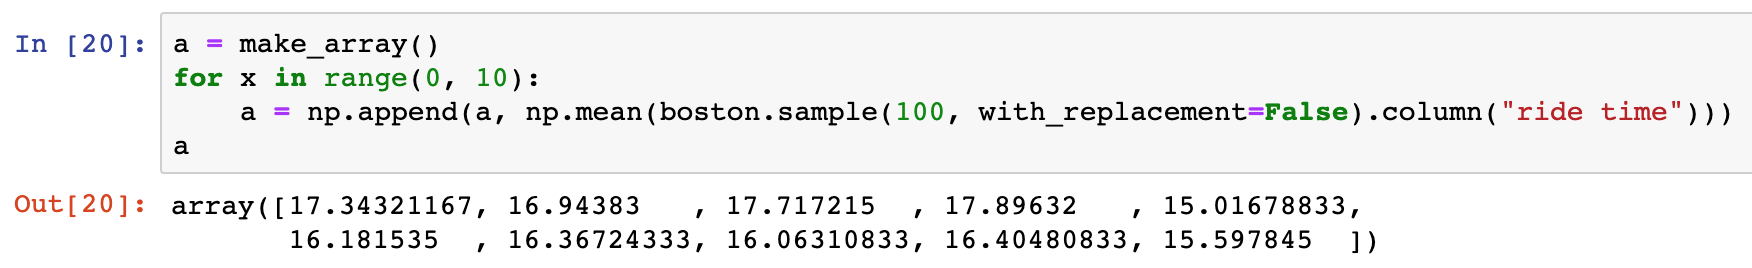 In [20]: a = make_array()
for x in range(0, 10):
    a = np.append(a, np.mean(boston.sample(100, with_replacement=False).column("ride time")))
a
Out[20]: array([17.34321167, 16.94383   , 17.717215  , 17.89632   , 15.01678833,
       16.181535  , 16.36724333, 16.06310833, 16.40480833, 15.597845  ])